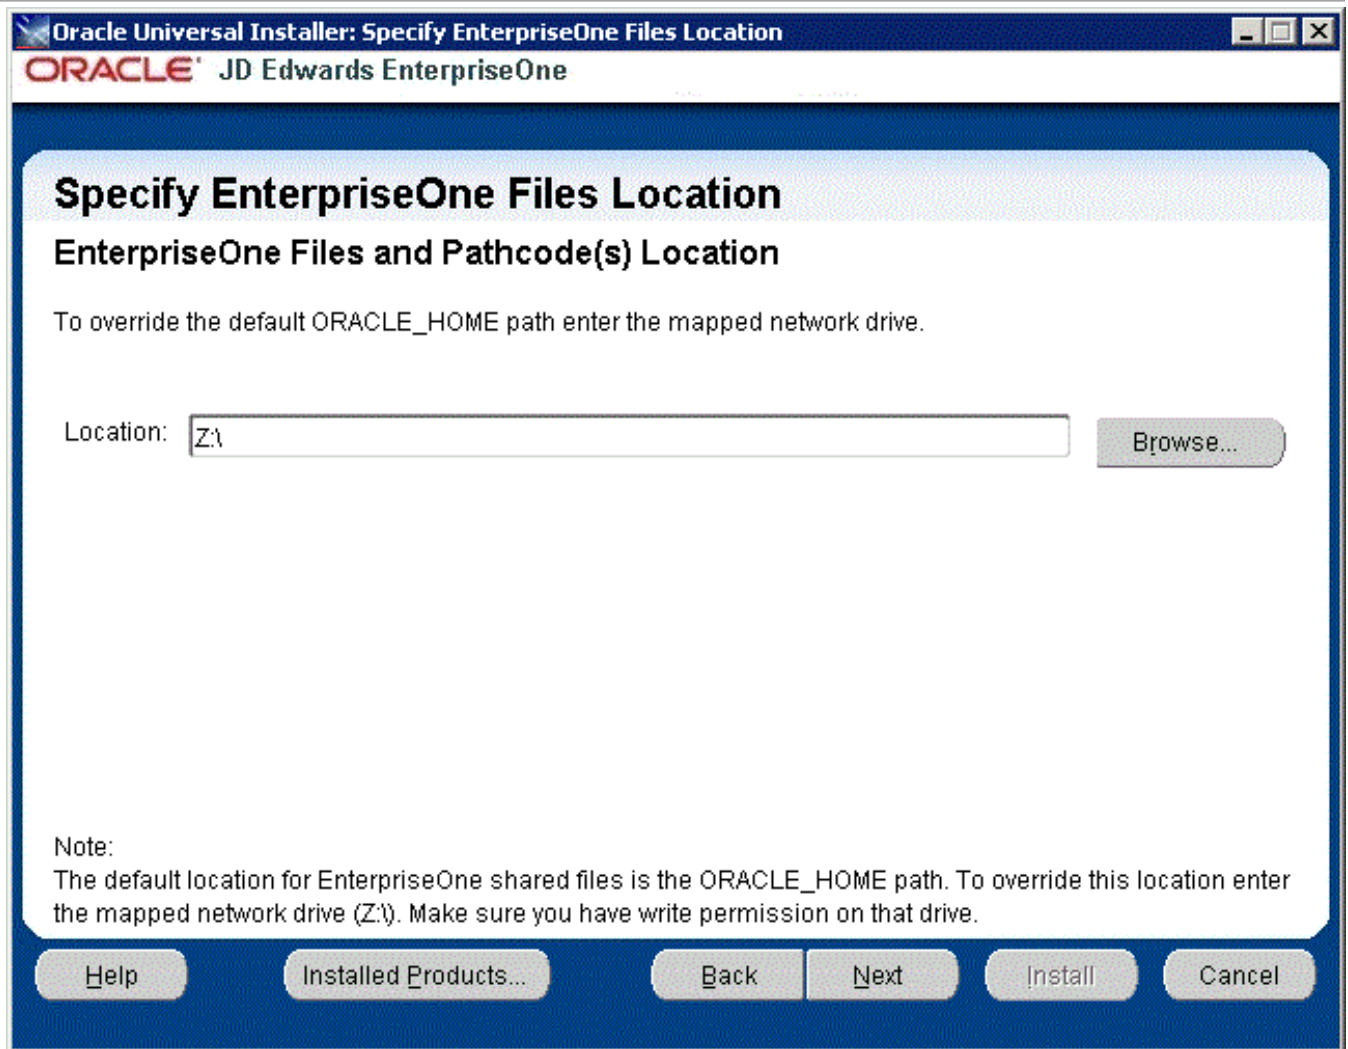 Oracle Universal Installer: Specify EnterpriseOne Files Location
ORACLE JD Edwards EnterpriseOne
Specify EnterpriseOne Files Location
EnterpriseOne Files and Pathcode(s) Location
To override the default ORACLE_HOME path enter the mapped network drive.
Location: Z:\ Browse...
Note:
The default location for EnterpriseOne shared files is the ORACLE_HOME path. To override this location enter
the mapped network drive (Z:\). Make sure you have write permission on that drive.
Help Installed Products... Back Next Install Cancel